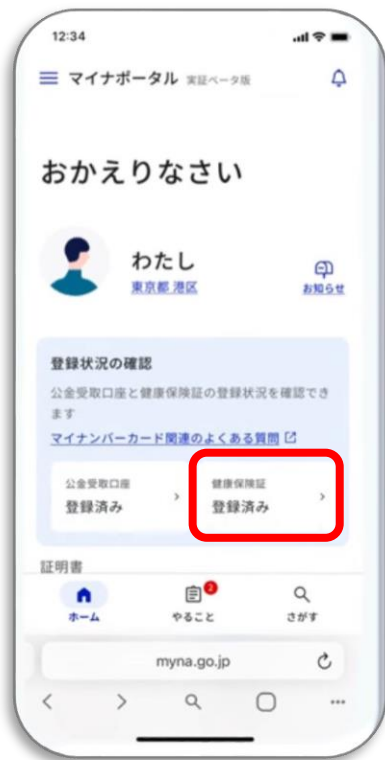 12:34
マイナポータル 実証ベータ版
おかえりなさい
わたし
東京都 港区
お知らせ
登録状況の確認
公金受取口座と健康保険証の登録状況を確認でき
ます
マイナンバーカード関連のよくある質問
公金受取口座
登録済み
健康保険証
登録済み
証明書
2
ホーム
やること
さがす
myna.go.jp